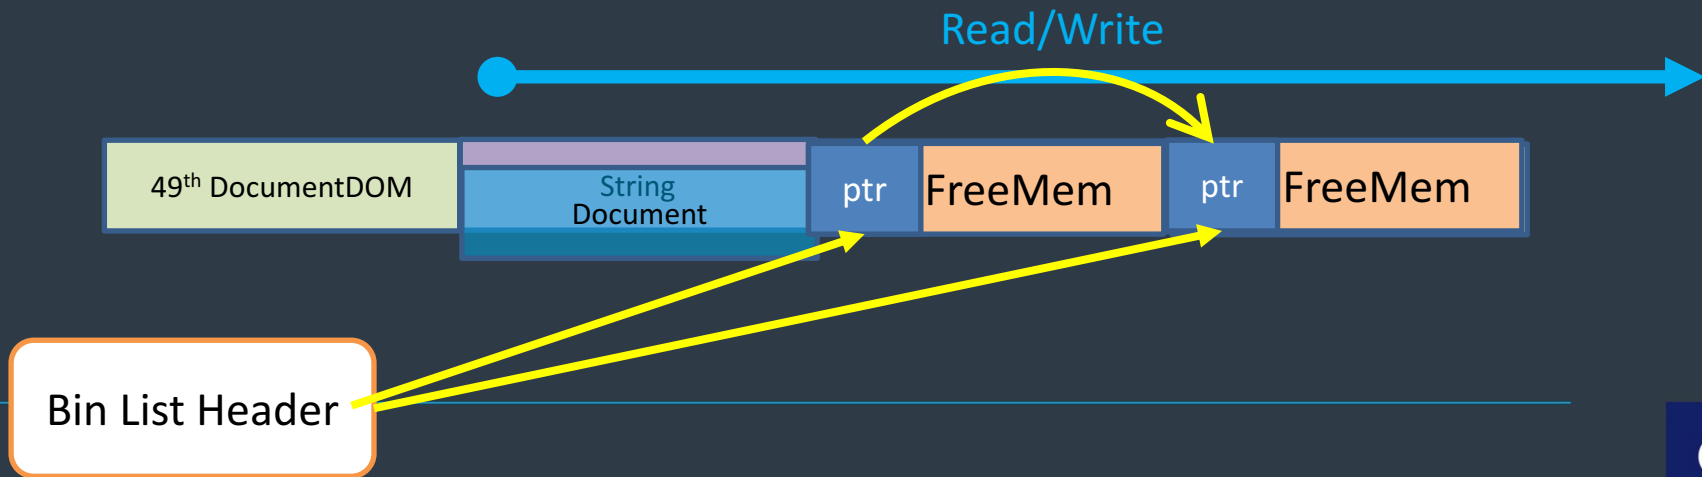 Read/Write
49th DocumentDOM
String
Document
ptr
FreeMem
ptr
FreeMem
Bin List Header